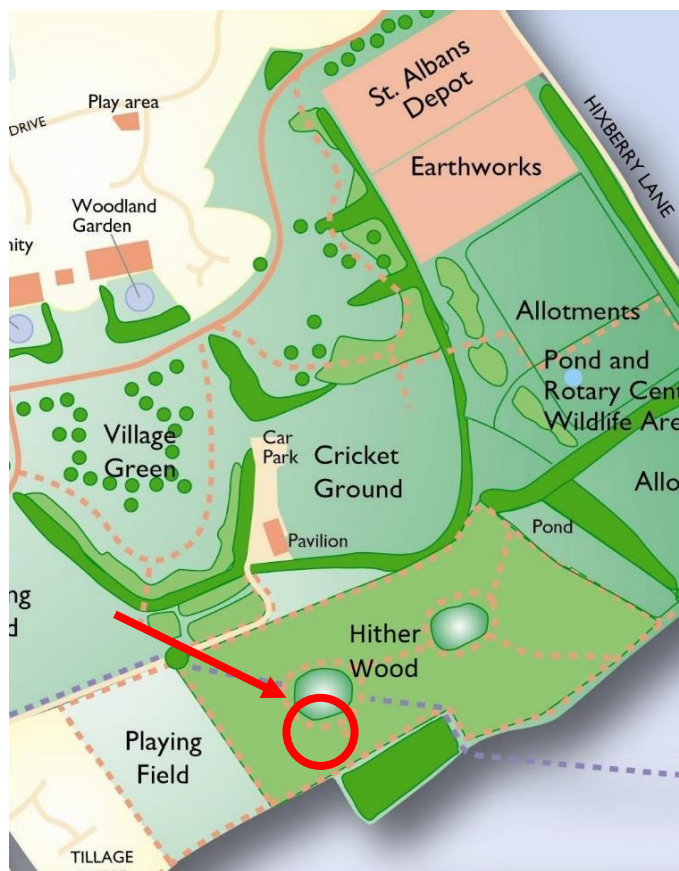 St. Albans
Depot
Play area
DRIVE
HIXBERRY LANE
Earthworks
Woodland
Garden
nity
Allotments
Pond and
Rotary Cent
Wildlife Are
Village
Green
Car
Park
Cricket
Ground
Allo
Pavilion
Pond
ng
d
Hither
Wood
Playing
Field
TILLAGE